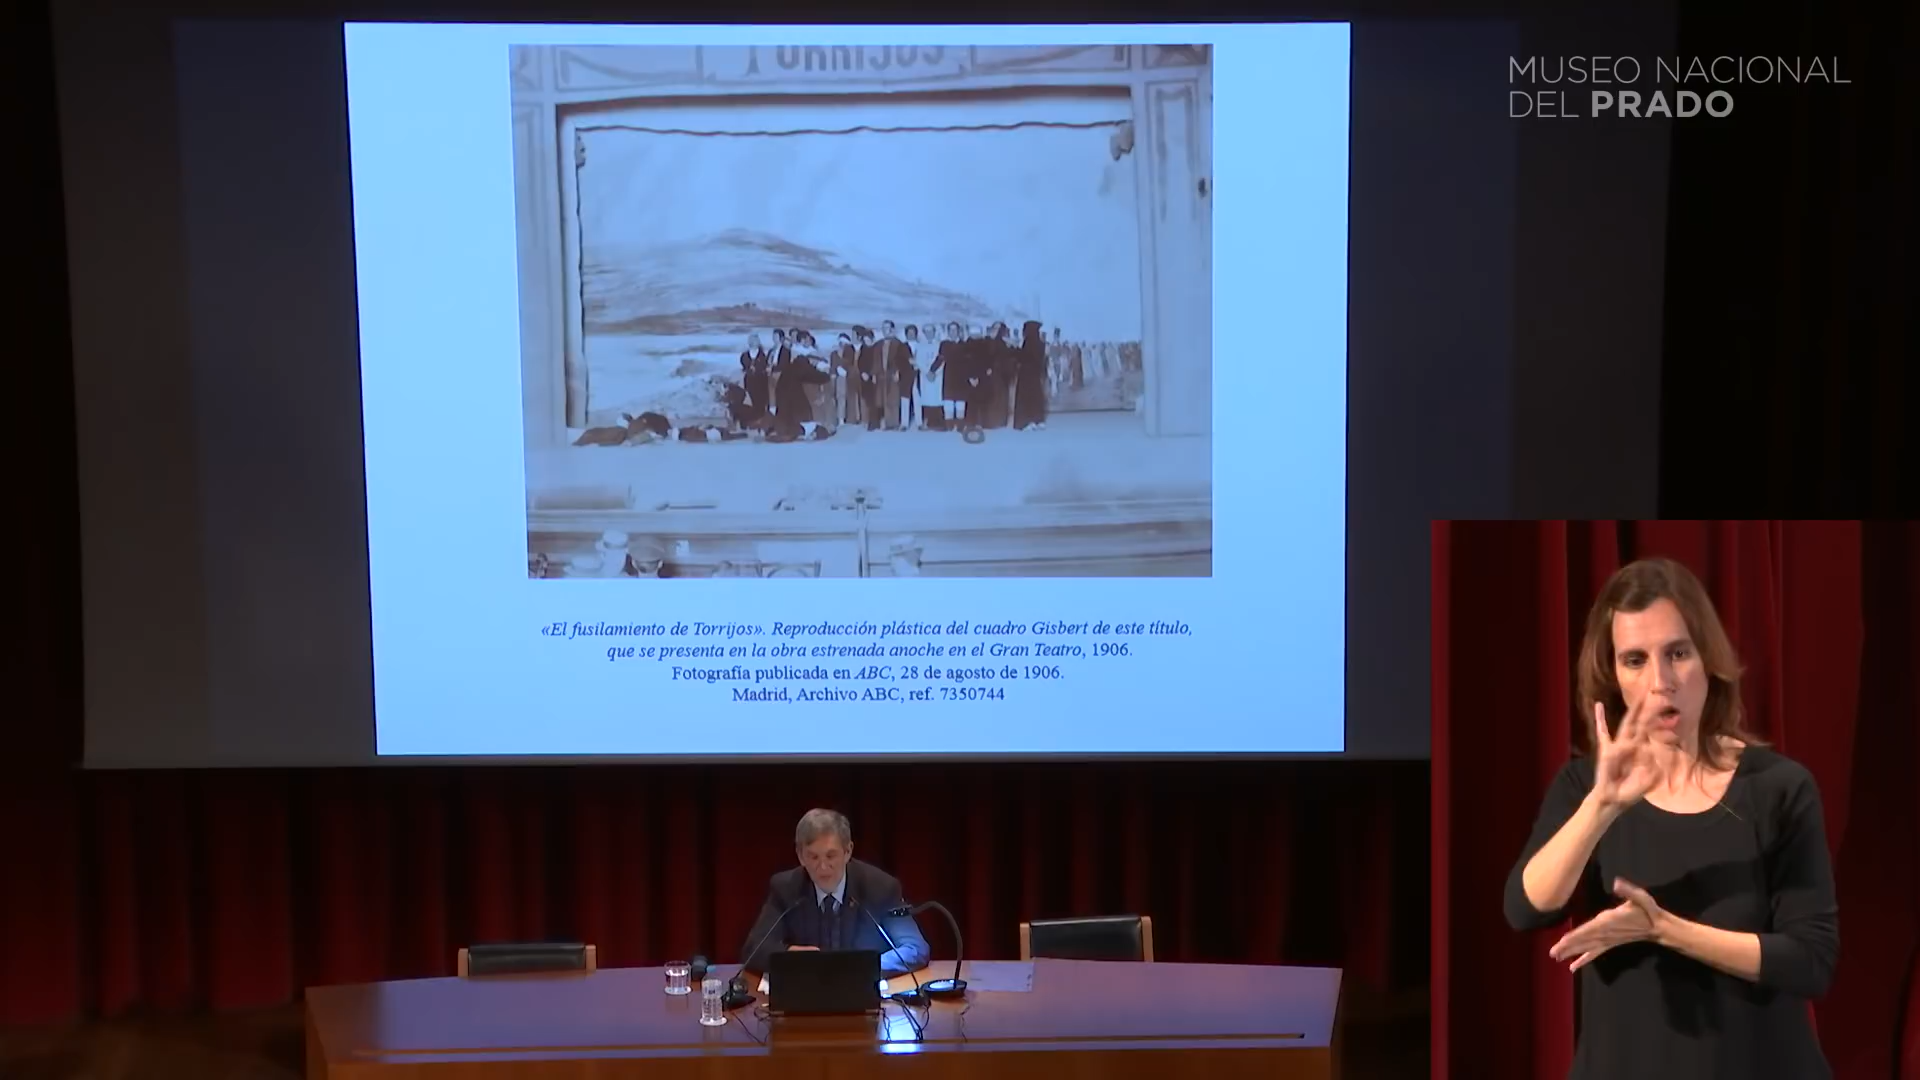 MUSEO NACIONAL
DEL PRADO
TORRIJOS
«El fusilamiento de Torrijos». Reproducción plástica del cuadro Gisbert de este título,
que se presenta en la obra estrenada anoche en el Gran Teatro, 1906.
Fotografía publicada en ABC, 28 de agosto de 1906.
Madrid, Archivo ABC, ref. 7350744